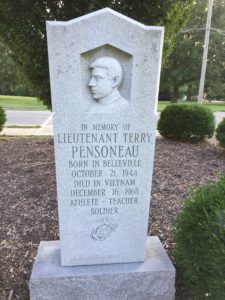 IN MEMORY OF
LIEUTENANT TERRY
PENSONEAU
BORN IN BELLEVILLE
OCTOBER 21, 1944
DIED IN VIETNAM
DECEMBER 16, 1968
ATHLETE - TEACHER
SOLDIER